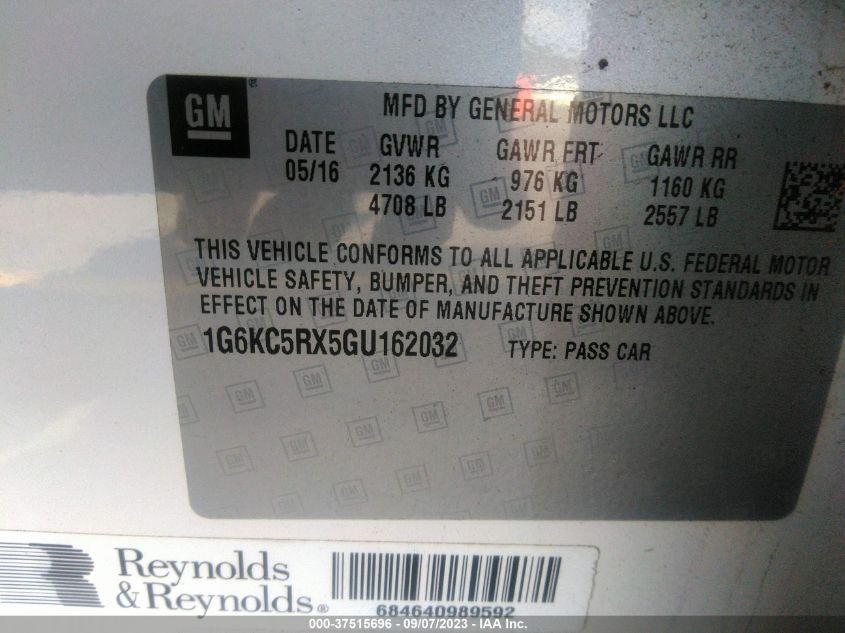 GM ®
MFD BY GENERAL MOTORS LLC
DATE GVWR GAWR FRT GAWR RR
05/16 2136 KG 976 KG 1160 KG
4708 LB 2151 LB 2557 LB
THIS VEHICLE CONFORMS TO ALL APPLICABLE U.S. FEDERAL MOTOR
VEHICLE SAFETY, BUMPER, AND THEFT PREVENTION STANDARDS IN
EFFECT ON THE DATE OF MANUFACTURE SHOWN ABOVE.
1G6KC5RX5GU162032 TYPE: PASS CAR
Reynolds
& Reynolds®
684640989592
000-37515696 - 09/07/2023 - IAA Inc.